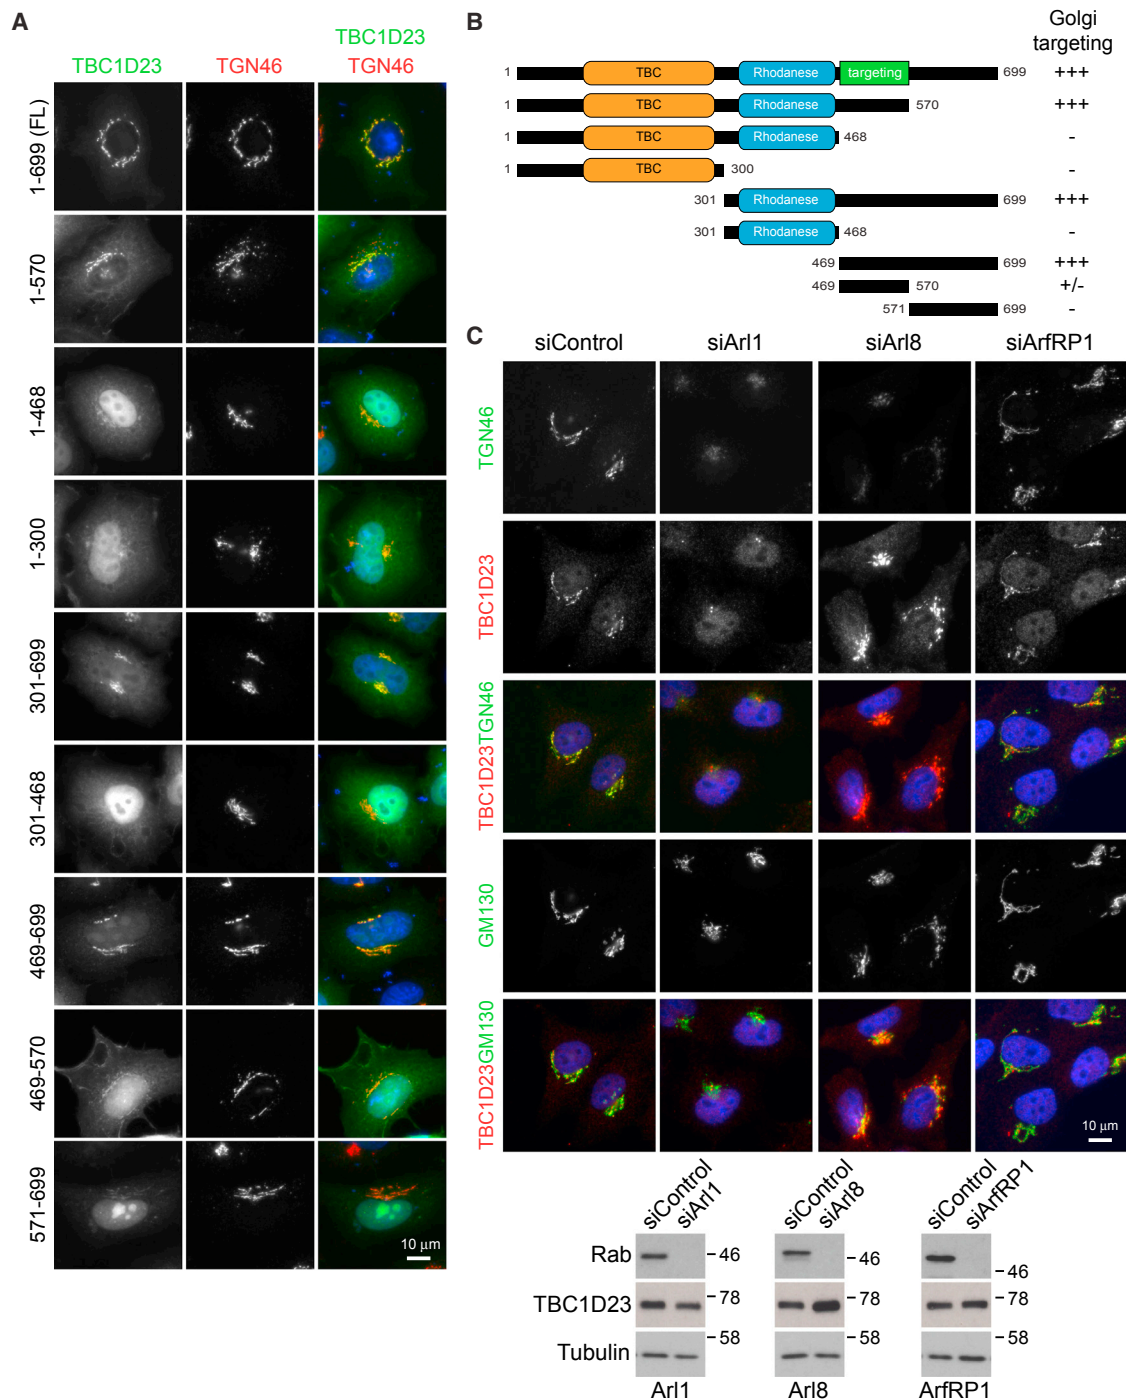 A
TBC1D23
TGN46
TBC1D23
TGN46
1-699 (FL)
1-570
1-468
1-300
301-699
301-468
469-699
469-570
571-699
10 μm
B
Golgi
targeting
1 TBC Rhodanese targeting 699 +++
1 TBC Rhodanese 570 +++
1 TBC Rhodanese 468 -
1 TBC 300 -
301 Rhodanese 699 +++
301 Rhodanese 468 -
469 699 +++
469 570 +/-
571 699 -
C
siControl siArl1 siArl8 siArfRP1
TGN46
TBC1D23
TBC1D23TGN46
GM130
TBC1D23GM130
10 μm
siControl siArl1 siControl siArl8 siControl siArfRP1
Rab -46 -46 -46
TBC1D23 -78 -78 -78
Tubulin -58 -58 -58
Arl1 Arl8 ArfRP1